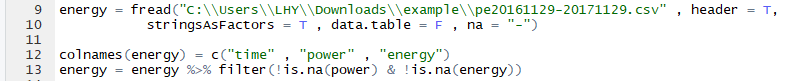 9 energy = fread("C:\\Users\\LHY\\Downloads\\example\\pe20161129-20171129.csv" , header = T,
10 stringsAsFactors = T , data.table = F , na = "-")
11
12 colnames(energy) = c("time" , "power" , "energy")
13 energy = energy %>% filter(!is.na(power) & !is.na(energy))